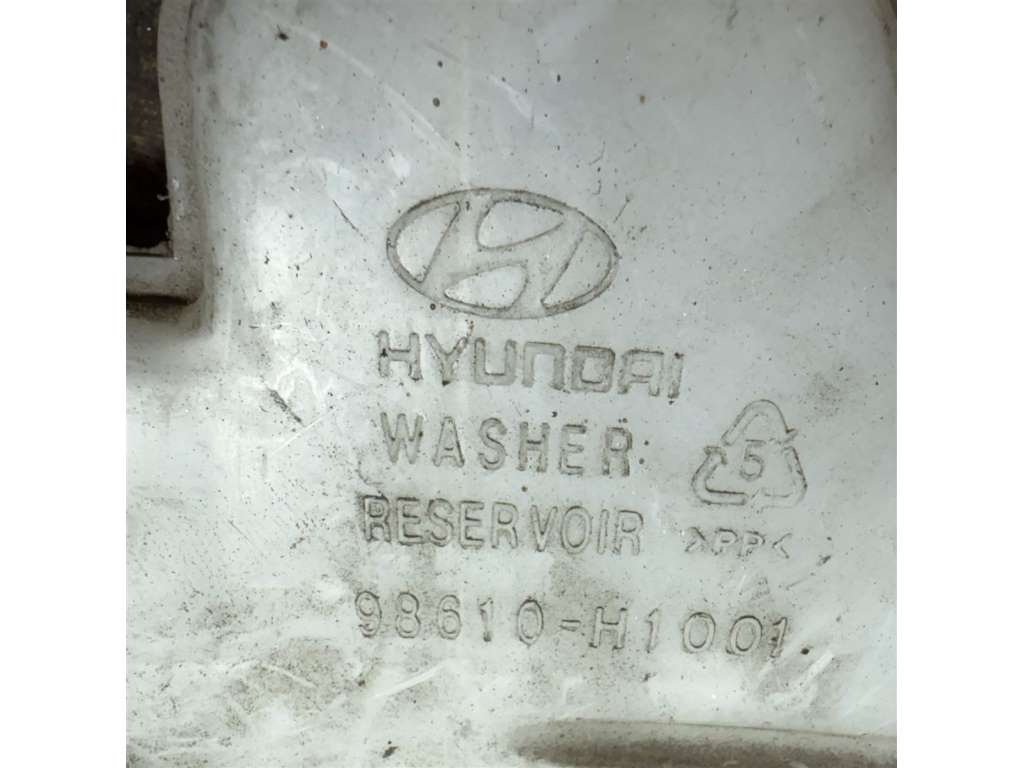 HYUNDAI
WASHER
5
RESERVOIR >PP<
98610-H1001